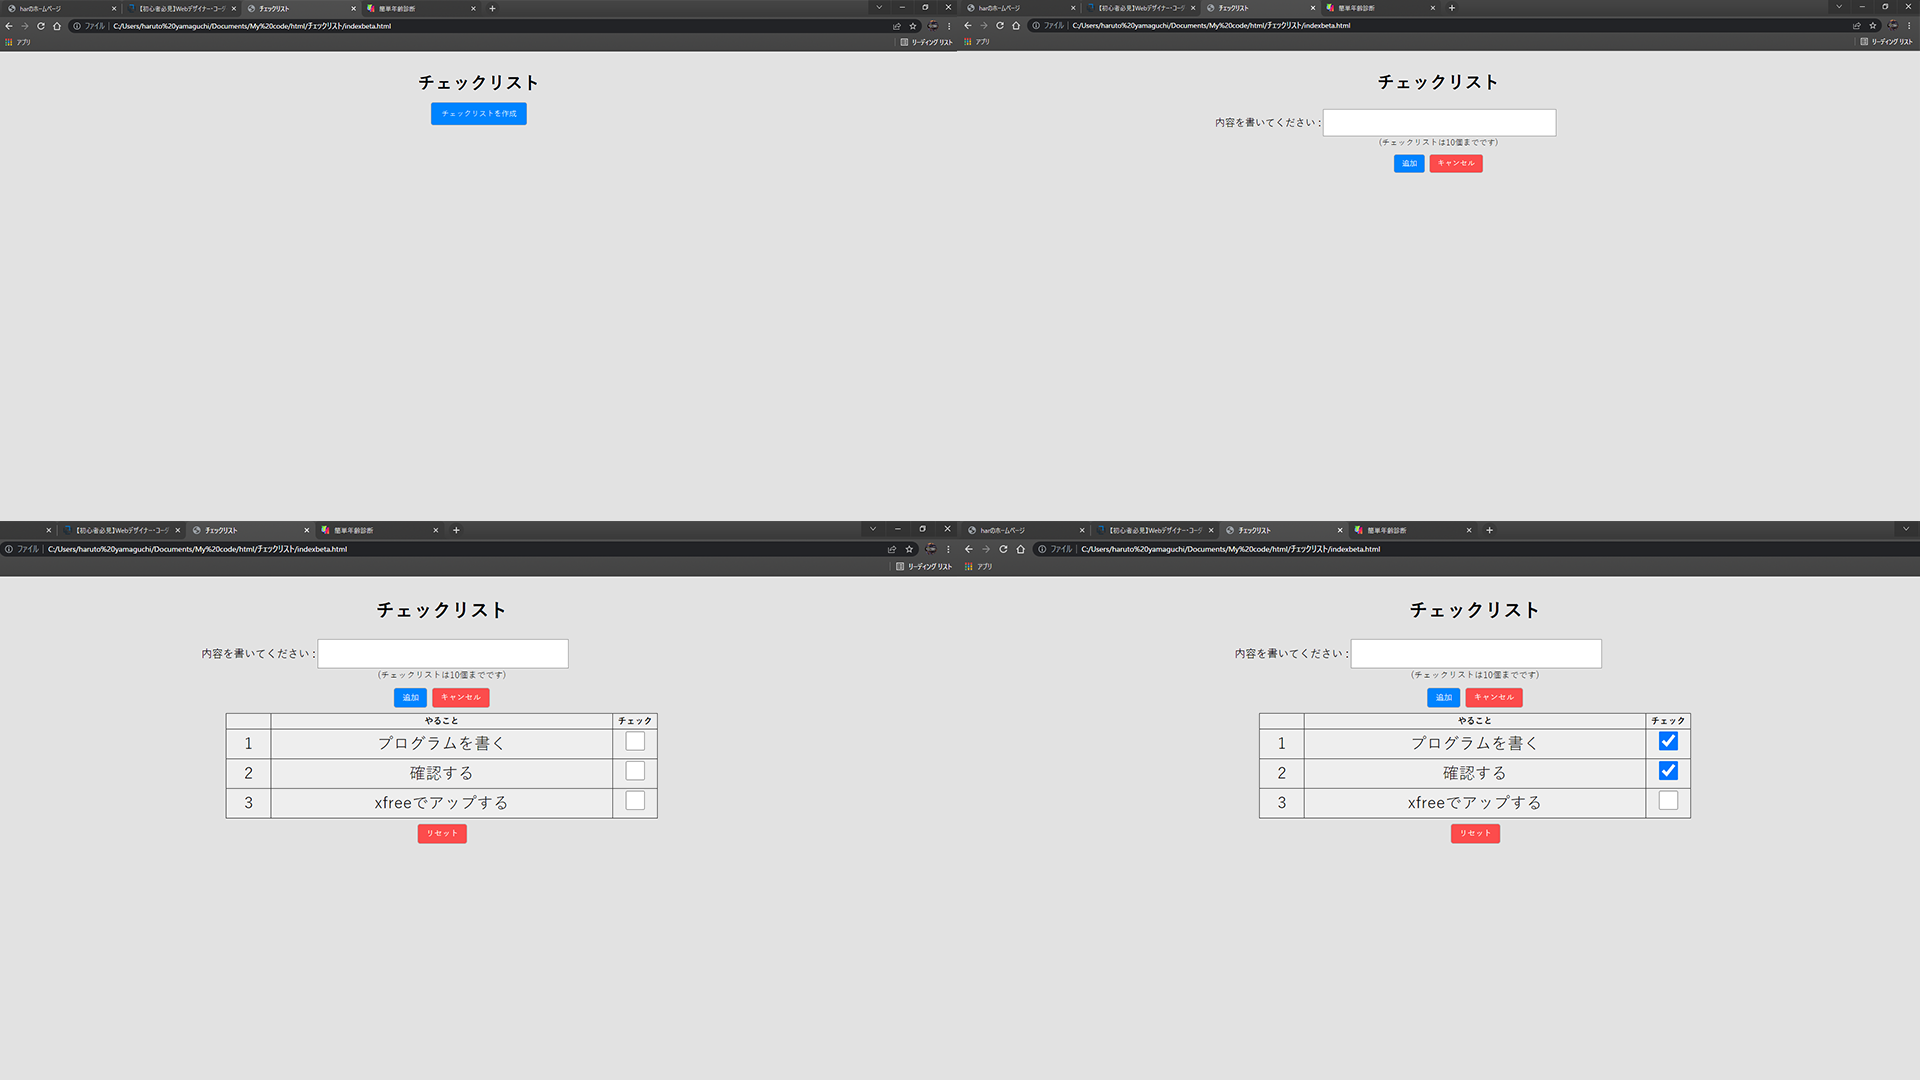 harのホームページ
【初心者必見】Webデザイナー・コーデ
チェックリスト
簡単年齢診断
ファイル C:/Users/haruto%20yamaguchi/Documents/My%20code/html/チェックリスト/indexbeta.html
アプリ
リーディング リスト
チェックリスト
チェックリストを作成
harのホームページ
【初心者必見】Webデザイナー・コーデ
チェックリスト
簡単年齢診断
ファイル C:/Users/haruto%20yamaguchi/Documents/My%20code/html/チェックリスト/indexbeta.html
アプリ
リーディング リスト
チェックリスト
内容を書いてください :
(チェックリストは10個までです)
追加 キャンセル
【初心者必見】Webデザイナー・コーデ
チェックリスト
簡単年齢診断
ファイル C:/Users/haruto%20yamaguchi/Documents/My%20code/html/チェックリスト/indexbeta.html
リーディング リスト
チェックリスト
内容を書いてください :
(チェックリストは10個までです)
追加 キャンセル
やること チェック
1 プログラムを書く
2 確認する
3 xfreeでアップする
リセット
harのホームページ
【初心者必見】Webデザイナー・コーデ
チェックリスト
簡単年齢診断
ファイル C:/Users/haruto%20yamaguchi/Documents/My%20code/html/チェックリスト/indexbeta.html
アプリ
チェックリスト
内容を書いてください :
(チェックリストは10個までです)
追加 キャンセル
やること チェック
1 プログラムを書く
2 確認する
3 xfreeでアップする
リセット